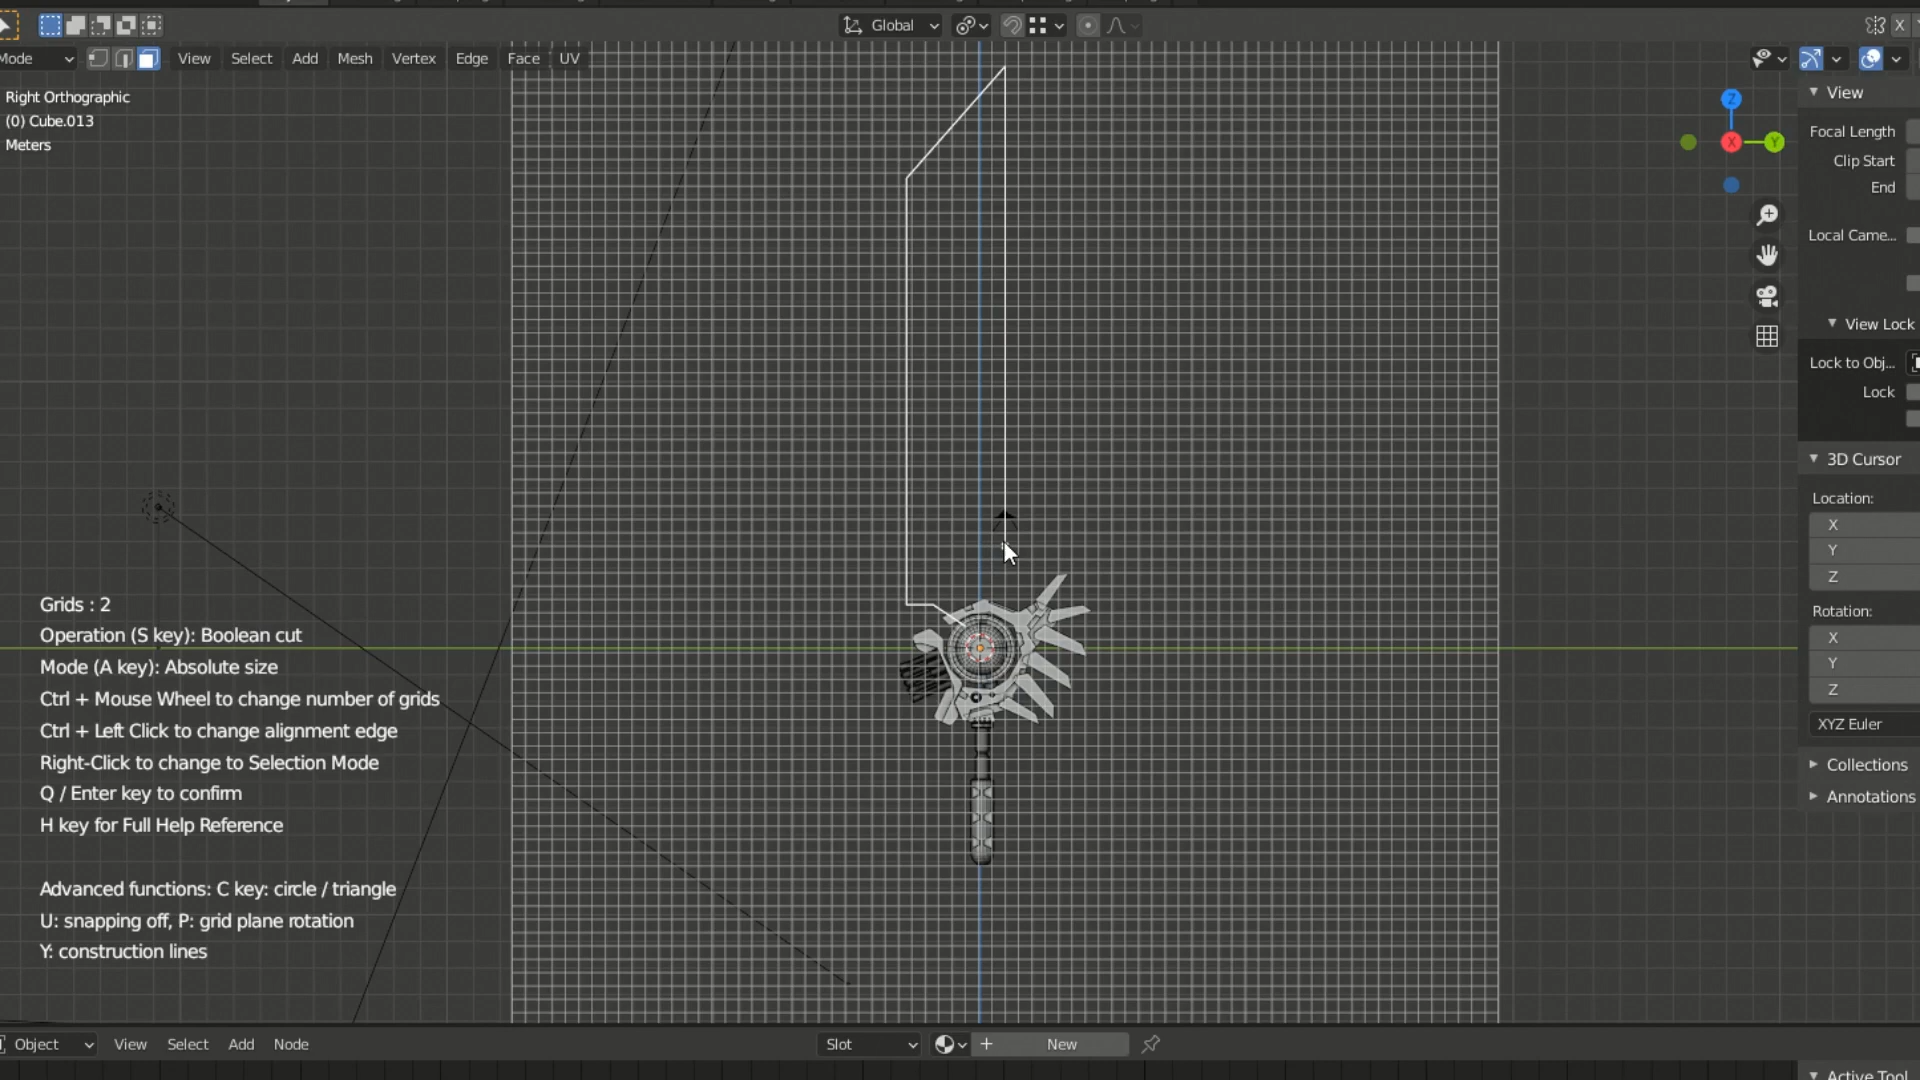 Global
X
Mode
View
Select
Add
Mesh
Vertex
Edge
Face
UV
Right Orthographic
(0) Cube.013
Meters
Z
X
Y
View
Focal Length
Clip Start
End
Local Came...
View Lock
Lock to Obj...
Lock
3D Cursor
Location:
X
Y
Z
Rotation:
X
Y
Z
XYZ Euler
Collections
Annotations
Grids : 2
Operation (S key): Boolean cut
Mode (A key): Absolute size
Ctrl + Mouse Wheel to change number of grids
Ctrl + Left Click to change alignment edge
Right-Click to change to Selection Mode
Q / Enter key to confirm
H key for Full Help Reference
Advanced functions: C key: circle / triangle
U: snapping off, P: grid plane rotation
Y: construction lines
Object
View
Select
Add
Node
Slot
New
Active Tool